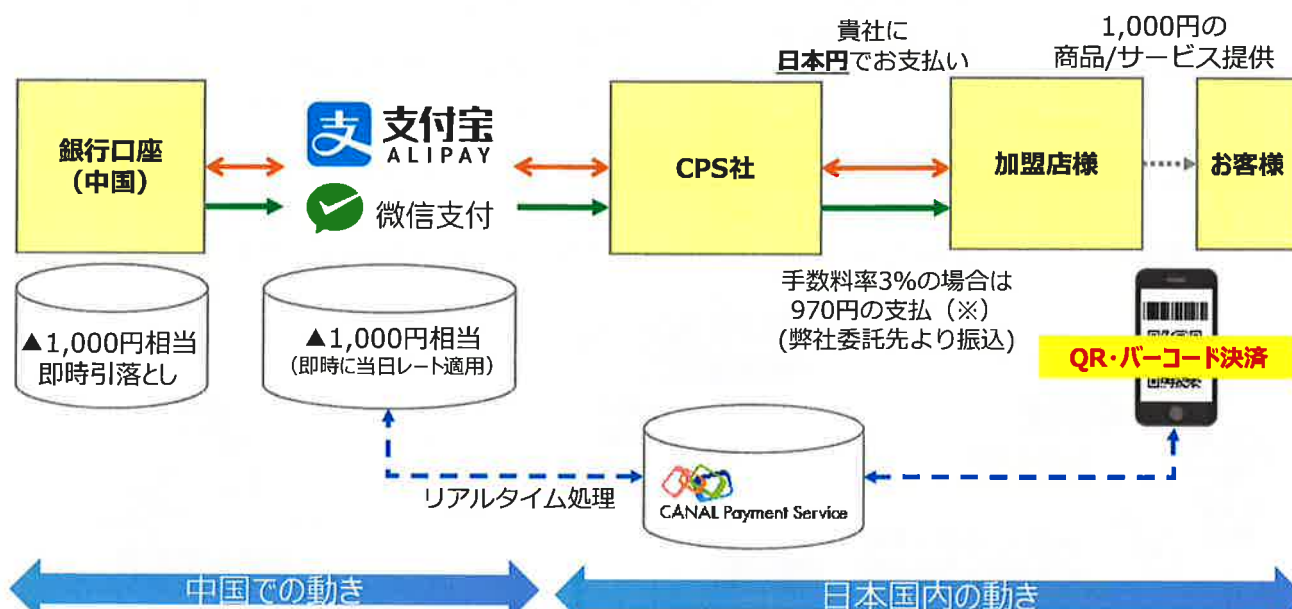 貴社に
日本円でお支払い
1,000円の
商品/サービス提供
銀行口座
（中国）
支
支付宝
ALIPAY
微信支付
CPS社
加盟店様
お客様
▲1,000円相当
即時引落とし
▲1,000円相当
（即時に当日レート適用）
手数料率3%の場合は
970円の支払（※）
(弊社委託先より振込)
QR・バーコード決済
リアルタイム処理
CANAL Payment Service
中国での動き
日本国内の動き